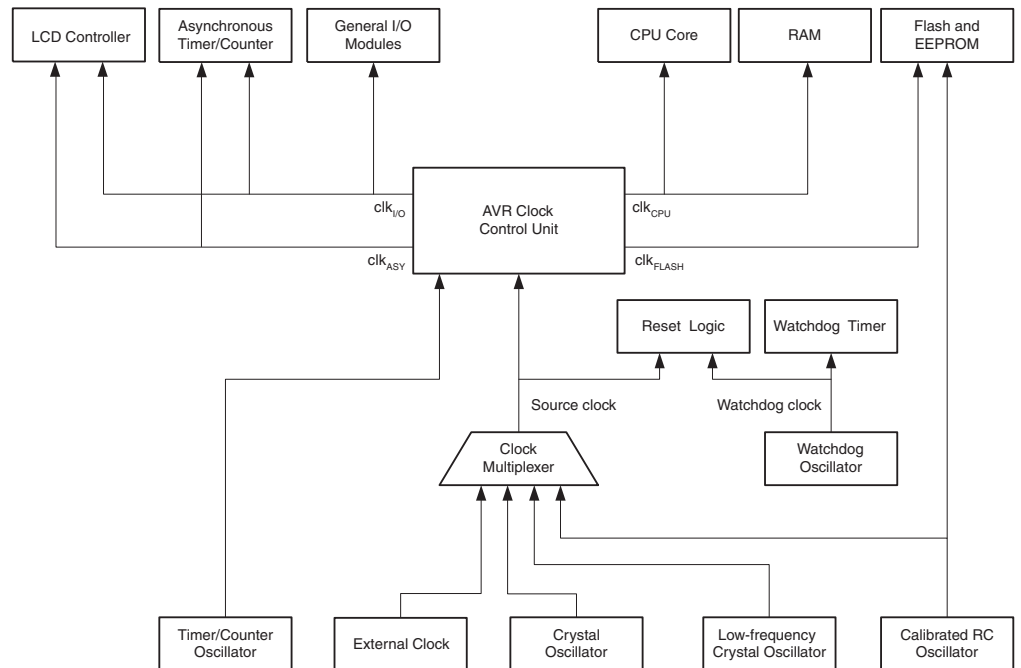 LCD Controller
Asynchronous
Timer/Counter
General I/O
Modules
CPU Core
RAM
Flash and
EEPROM
clkI/O
AVR Clock
Control Unit
clkCPU
clkASY
clkFLASH
Reset Logic
Watchdog Timer
Source clock
Watchdog clock
Clock
Multiplexer
Watchdog
Oscillator
Timer/Counter
Oscillator
External Clock
Crystal
Oscillator
Low-frequency
Crystal Oscillator
Calibrated RC
Oscillator